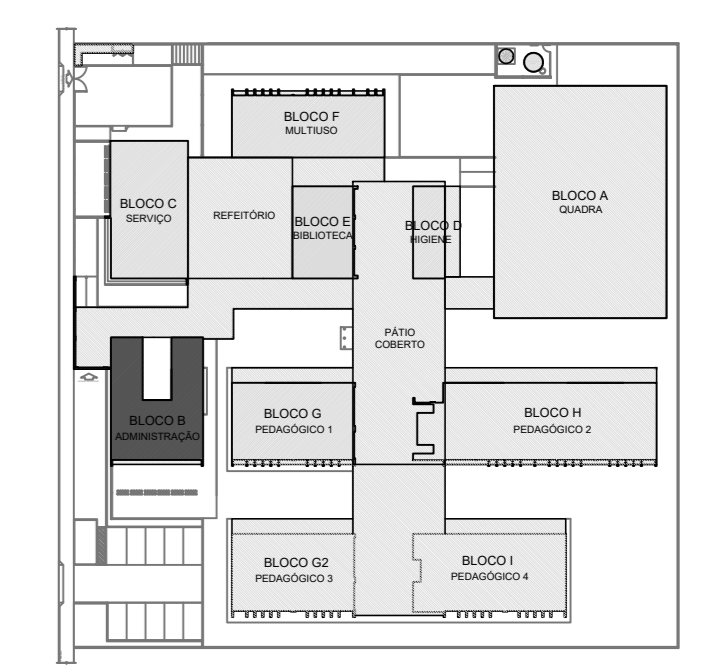 BLOCO F
MULTIUSO
BLOCO A
QUADRA
BLOCO C
SERVIÇO
REFEITÓRIO
BLOCO E
BIBLIOTECA
BLOCO D
HIGIENE
PÁTIO
COBERTO
BLOCO B
ADMINISTRAÇÃO
BLOCO G
PEDAGÓGICO 1
BLOCO H
PEDAGÓGICO 2
BLOCO G2
PEDAGÓGICO 3
BLOCO I
PEDAGÓGICO 4